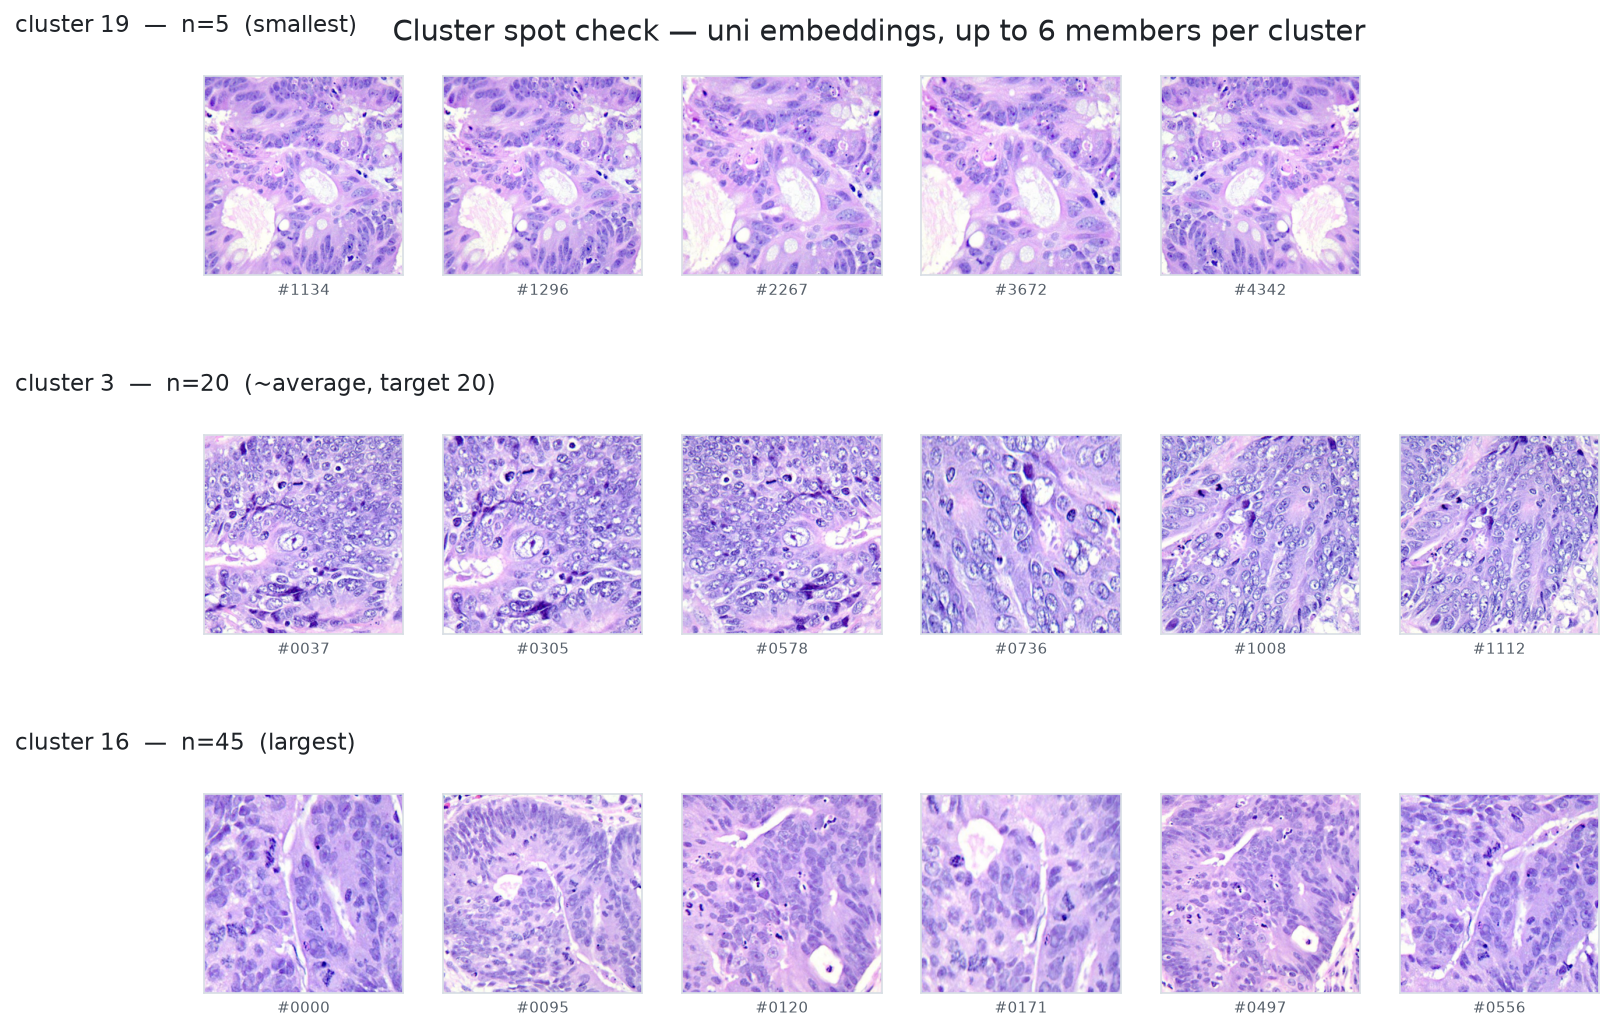 Cluster spot check — uni embeddings, up to 6 members per cluster
cluster 19 — n=5 (smallest)
#1134 #1296 #2267 #3672 #4342
cluster 3 — n=20 (~average, target 20)
#0037 #0305 #0578 #0736 #1008 #1112
cluster 16 — n=45 (largest)
#0000 #0095 #0120 #0171 #0497 #0556